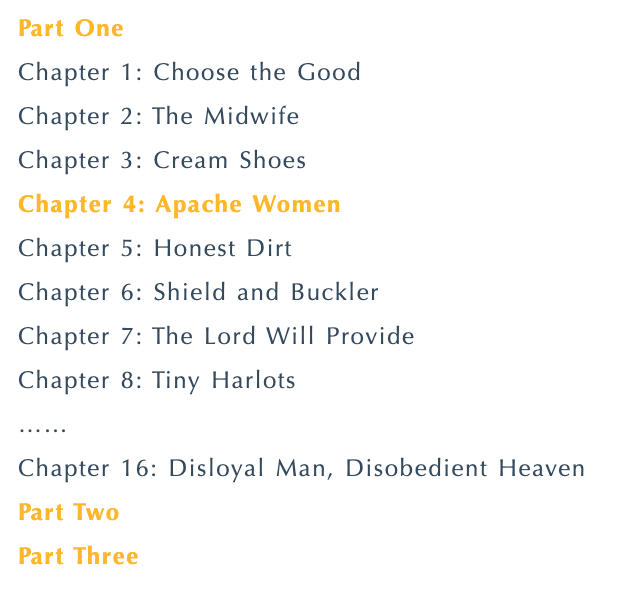 Part One
Chapter 1: Choose the Good
Chapter 2: The Midwife
Chapter 3: Cream Shoes
Chapter 4: Apache Women
Chapter 5: Honest Dirt
Chapter 6: Shield and Buckler
Chapter 7: The Lord Will Provide
Chapter 8: Tiny Harlots
……
Chapter 16: Disloyal Man, Disobedient Heaven
Part Two
Part Three